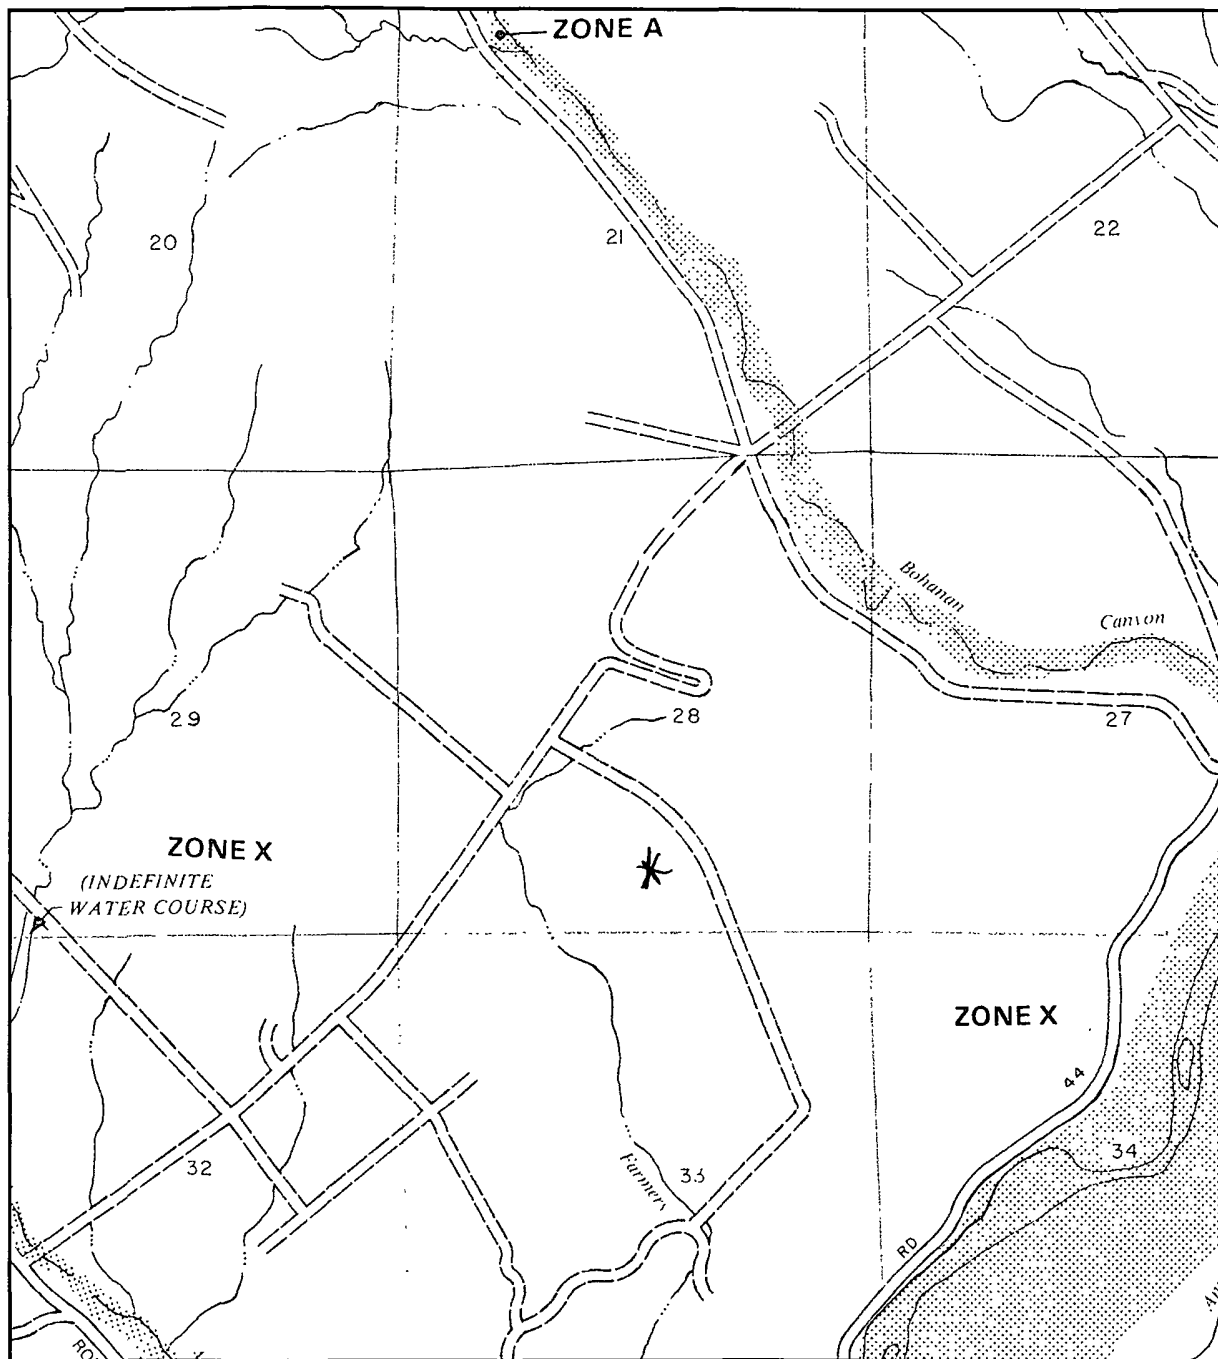 ZONE A
20
21
22
Bohanan
Canyon
29
28
27
ZONE X
(INDEFINITE
WATER COURSE)
ZONE X
44
32
33
34
Farmers
RD